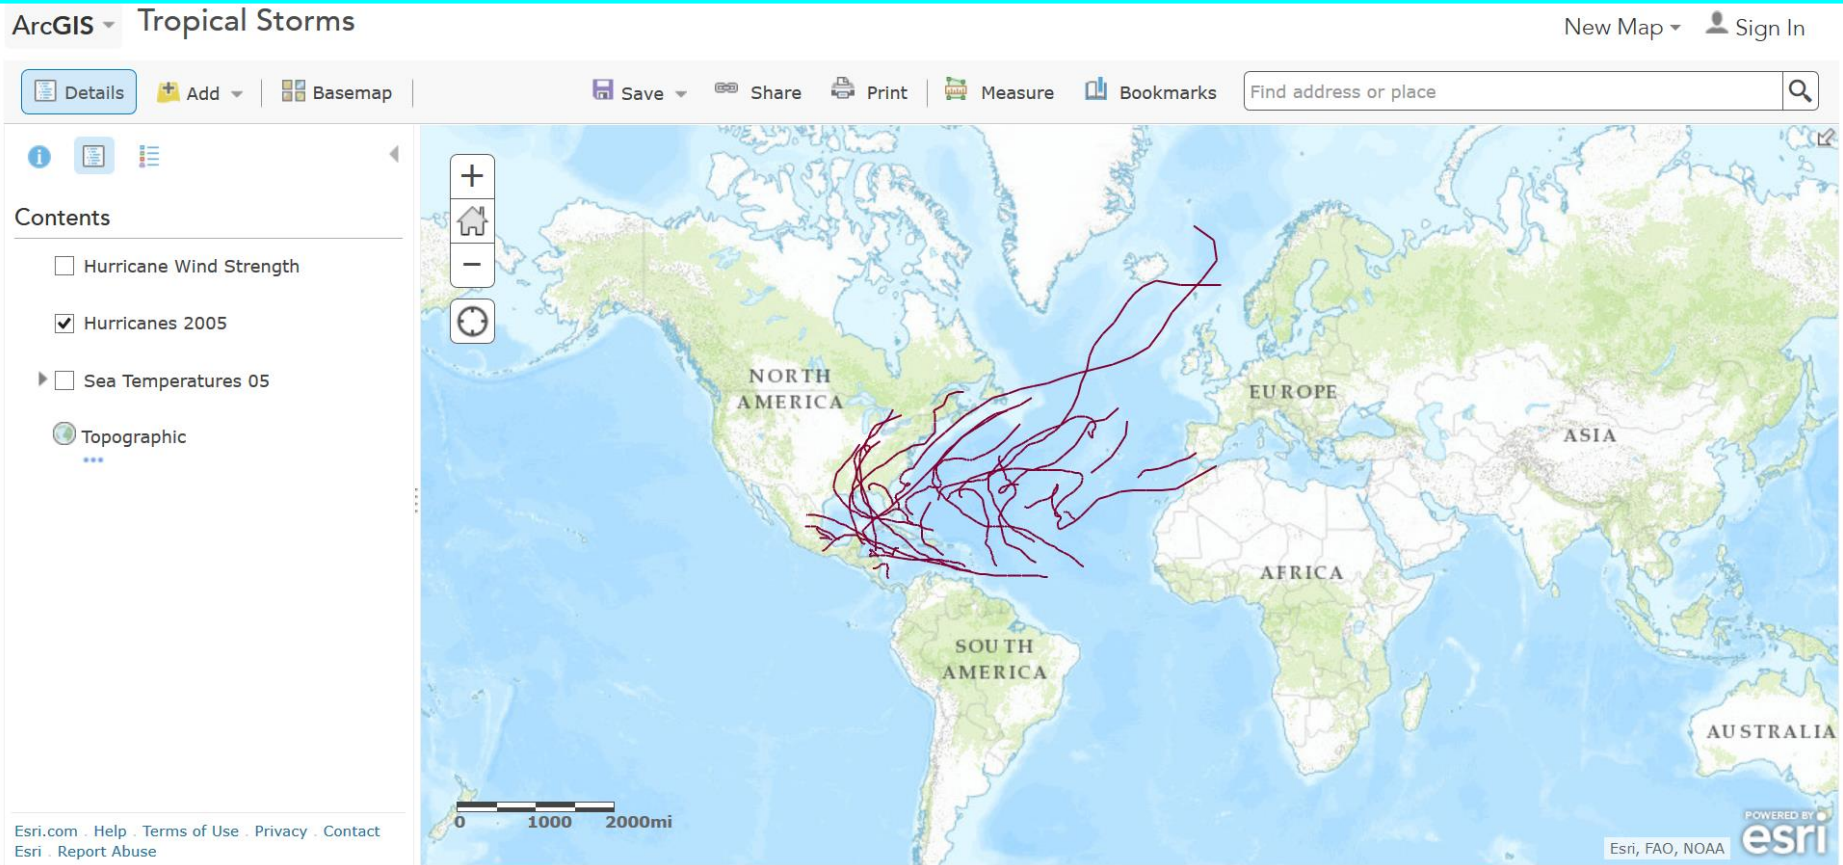 ArcGIS
Tropical Storms
New Map
Sign In
Details
Add
Basemap
Save
Share
Print
Measure
Bookmarks
Find address or place
Contents
Hurricane Wind Strength
Hurricanes 2005
Sea Temperatures 05
Topographic
Esri.com . Help . Terms of Use . Privacy . Contact
Esri . Report Abuse
NORTH
AMERICA
EUROPE
ASIA
AFRICA
SOUTH
AMERICA
AUSTRALIA
0 1000 2000mi
Esri, FAO, NOAA
POWERED BY
esri